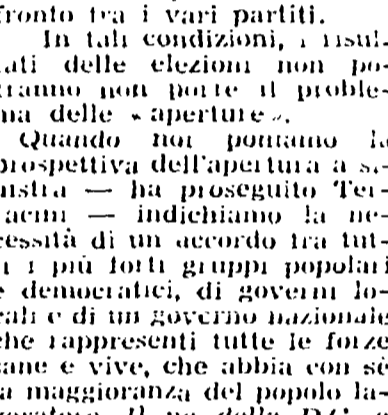 fronto tra i vari partiti.
In tali condizioni, i risul-
tati delle elezioni non po-
tranno non porre il proble-
ma delle « aperture ».
Quando noi poniamo la
prospettiva dell'apertura a si-
nistra — ha proseguito Ter-
racini — indichiamo la ne-
cessità di un accordo tra tut-
ti i più forti gruppi popolari
e democratici, di governi lo-
cali e di un governo nazionale
che rappresenti tutte le forze
sane e vive, che abbia con sè
la maggioranza del popolo la-